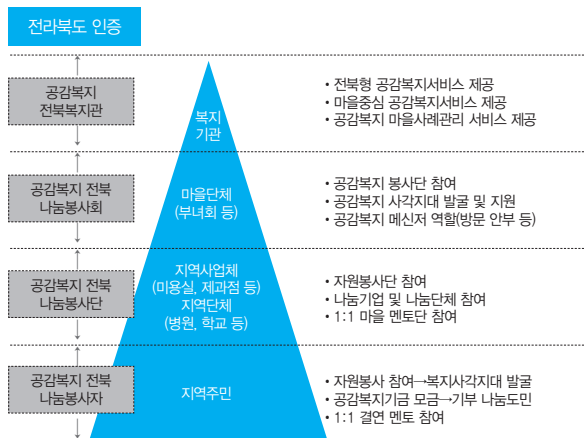 전라북도 인증
공감복지
전북복지관
복지
기관
• 전북형 공감복지서비스 제공
• 마을중심 공감복지서비스 제공
• 공감복지 마을사례관리 서비스 제공
공감복지 전북
나눔봉사회
마을단체
(부녀회 등)
• 공감복지 봉사단 참여
• 공감복지 사각지대 발굴 및 지원
• 공감복지 메신저 역할(방문 안부 등)
공감복지 전북
나눔봉사단
지역사업체
(미용실, 제과점 등)
지역단체
(병원, 학교 등)
• 자원봉사단 참여
• 나눔기업 및 나눔단체 참여
• 1:1 마을 멘토단 참여
공감복지 전북
나눔봉사자
지역주민
• 자원봉사 참여→복지사각지대 발굴
• 공감복지기금 모금→기부 나눔도민
• 1:1 결연 멘토 참여